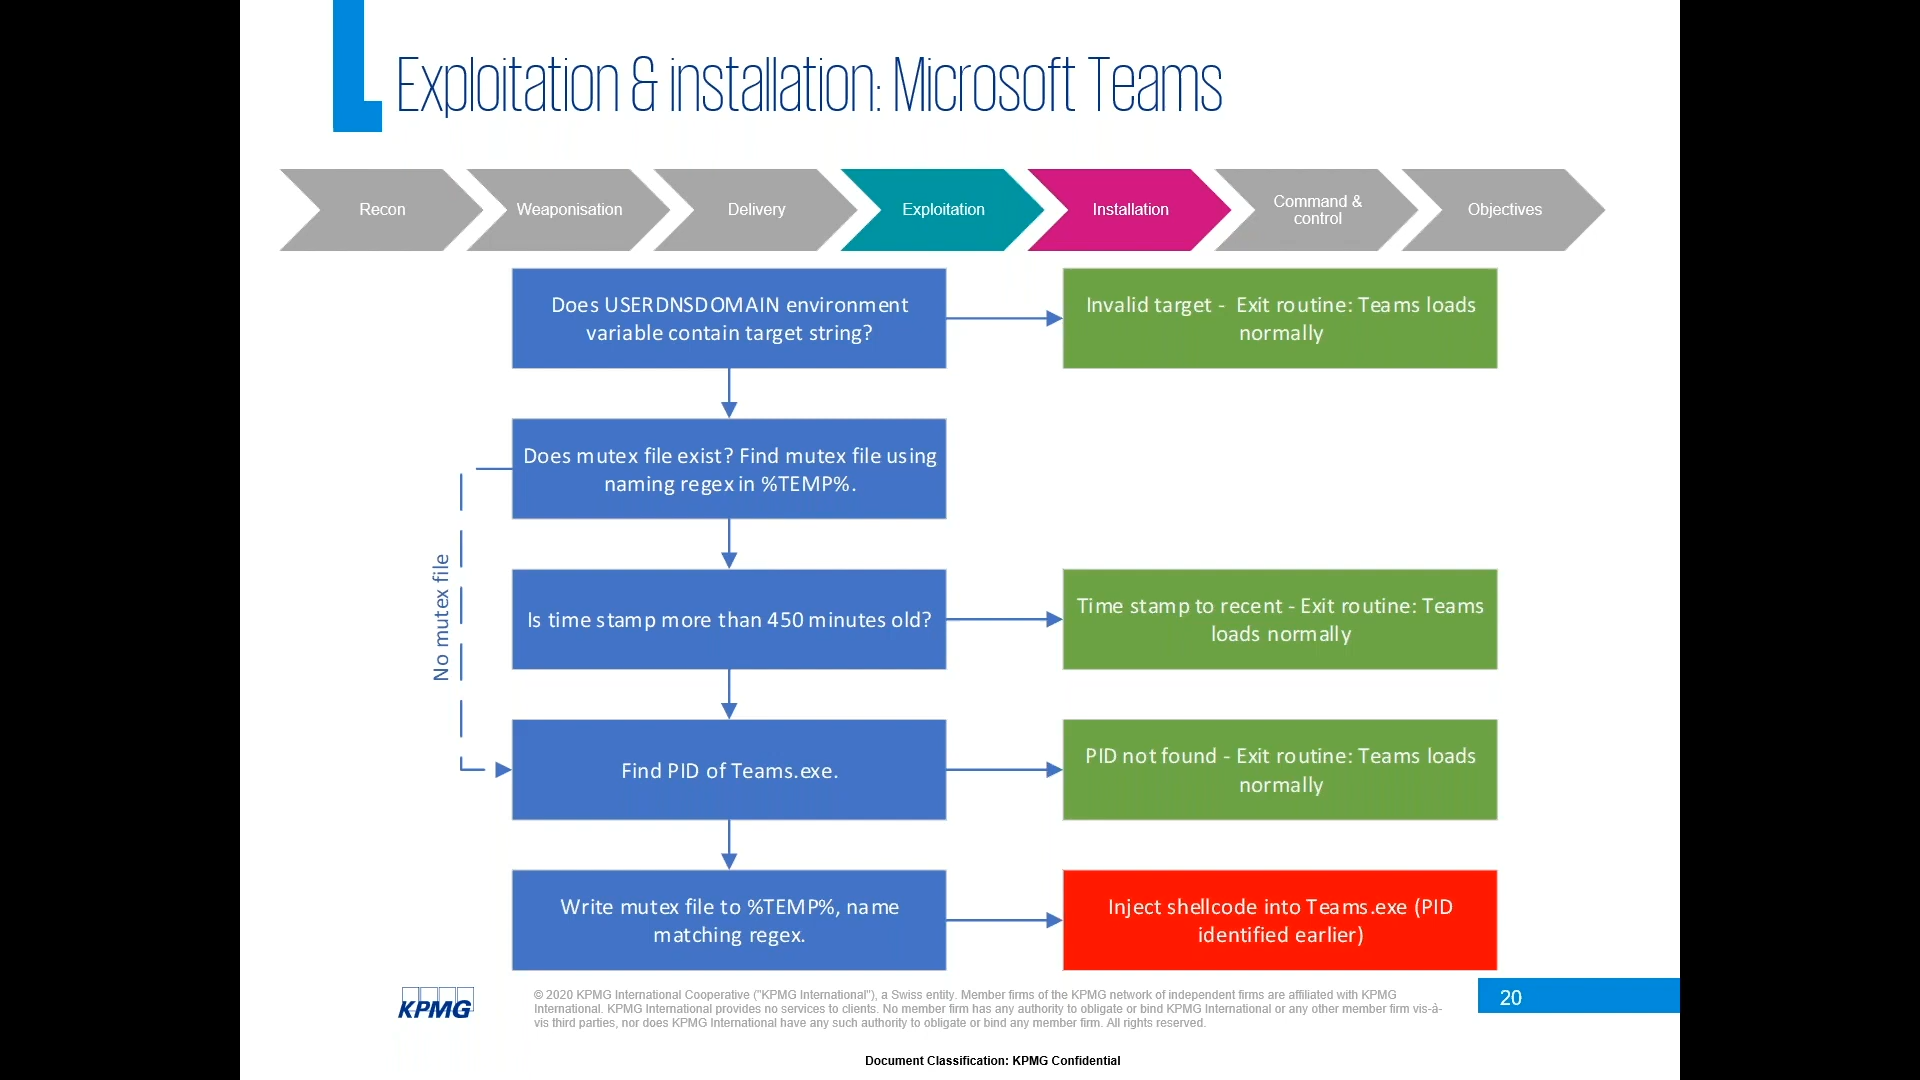 Exploitation & installation: Microsoft Teams
Recon
Weaponisation
Delivery
Exploitation
Installation
Command &
control
Objectives
Does USERDNSDOMAIN environment
variable contain target string?
Invalid target - Exit routine: Teams loads
normally
Does mutex file exist? Find mutex file using
naming regex in %TEMP%.
No mutex file
Is time stamp more than 450 minutes old?
Time stamp to recent - Exit routine: Teams
loads normally
Find PID of Teams.exe.
PID not found - Exit routine: Teams loads
normally
Write mutex file to %TEMP%, name
matching regex.
Inject shellcode into Teams.exe (PID
identified earlier)
KPMG
© 2020 KPMG International Cooperative ("KPMG International"), a Swiss entity. Member firms of the KPMG network of independent firms are affiliated with KPMG
International. KPMG International provides no services to clients. No member firm has any authority to obligate or bind KPMG International or any other member firm vis-à-
vis third parties, nor does KPMG International have any such authority to obligate or bind any member firm. All rights reserved.
20
Document Classification: KPMG Confidential